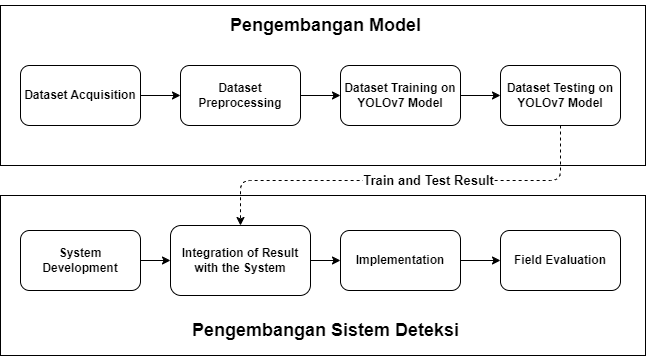 Pengembangan Model
Dataset Acquisition
Dataset
Preprocessing
Dataset Training on
YOLOv7 Model
Dataset Testing on
YOLOv7 Model
Train and Test Result
System
Development
Integration of Result
with the System
Implementation
Field Evaluation
Pengembangan Sistem Deteksi